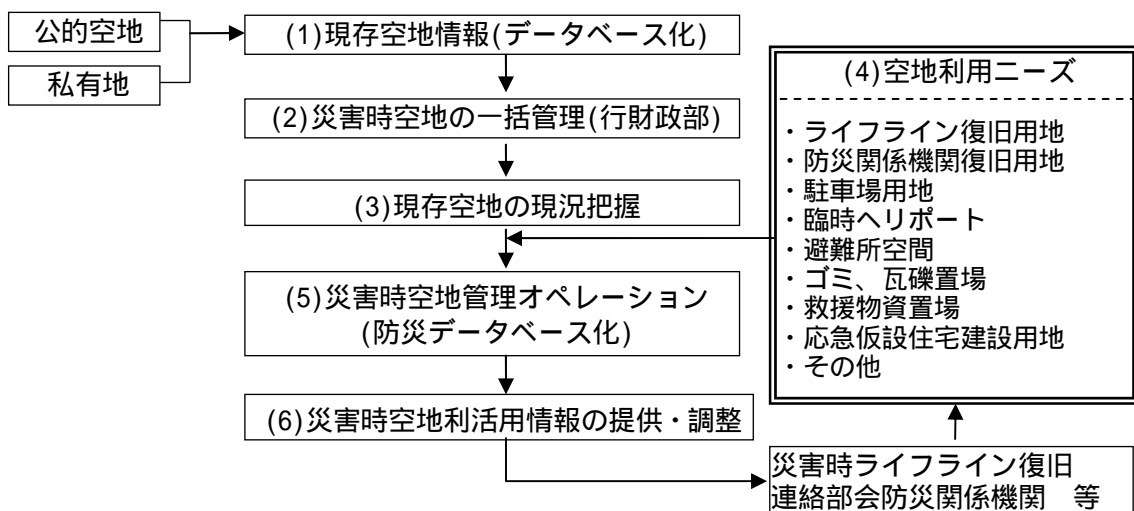 公的空地
私有地
(1)現存空地情報(データベース化)
(2)災害時空地の一括管理(行財政部)
(3)現存空地の現況把握
(4)空地利用ニーズ
・ライフライン復旧用地
・防災関係機関復旧用地
・駐車場用地
・臨時ヘリポート
・避難所空間
・ゴミ、瓦礫置場
・救援物資置場
・応急仮設住宅建設用地
・その他
(5)災害時空地管理オペレーション
(防災データベース化)
(6)災害時空地利活用情報の提供・調整
災害時ライフライン復旧
連絡部会防災関係機関　等